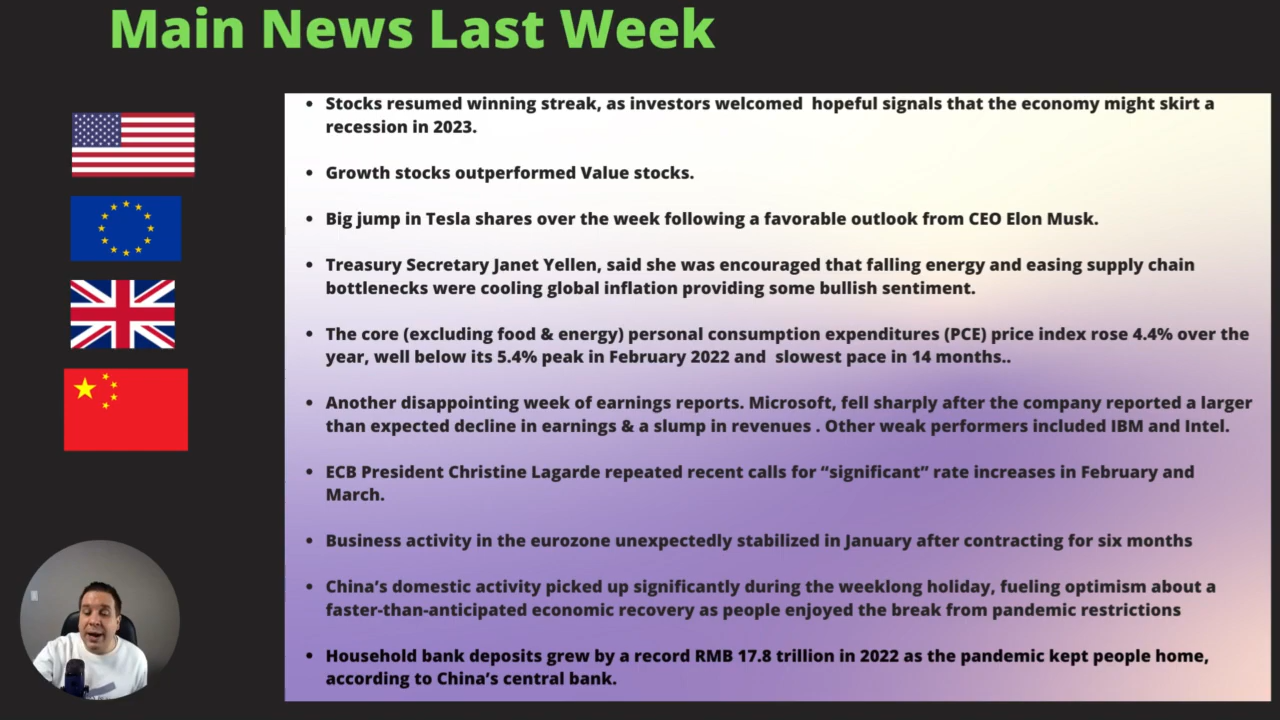 Main News Last Week
• Stocks resumed winning streak, as investors welcomed  hopeful signals that the economy might skirt a
recession in 2023.
• Growth stocks outperformed Value stocks.
• Big jump in Tesla shares over the week following a favorable outlook from CEO Elon Musk.
• Treasury Secretary Janet Yellen, said she was encouraged that falling energy and easing supply chain
bottlenecks were cooling global inflation providing some bullish sentiment.
• The core (excluding food & energy) personal consumption expenditures (PCE) price index rose 4.4% over the
year, well below its 5.4% peak in February 2022 and  slowest pace in 14 months..
• Another disappointing week of earnings reports. Microsoft, fell sharply after the company reported a larger
than expected decline in earnings & a slump in revenues . Other weak performers included IBM and Intel.
• ECB President Christine Lagarde repeated recent calls for “significant” rate increases in February and
March.
• Business activity in the eurozone unexpectedly stabilized in January after contracting for six months
• China’s domestic activity picked up significantly during the weeklong holiday, fueling optimism about a
faster-than-anticipated economic recovery as people enjoyed the break from pandemic restrictions
• Household bank deposits grew by a record RMB 17.8 trillion in 2022 as the pandemic kept people home,
according to China’s central bank.